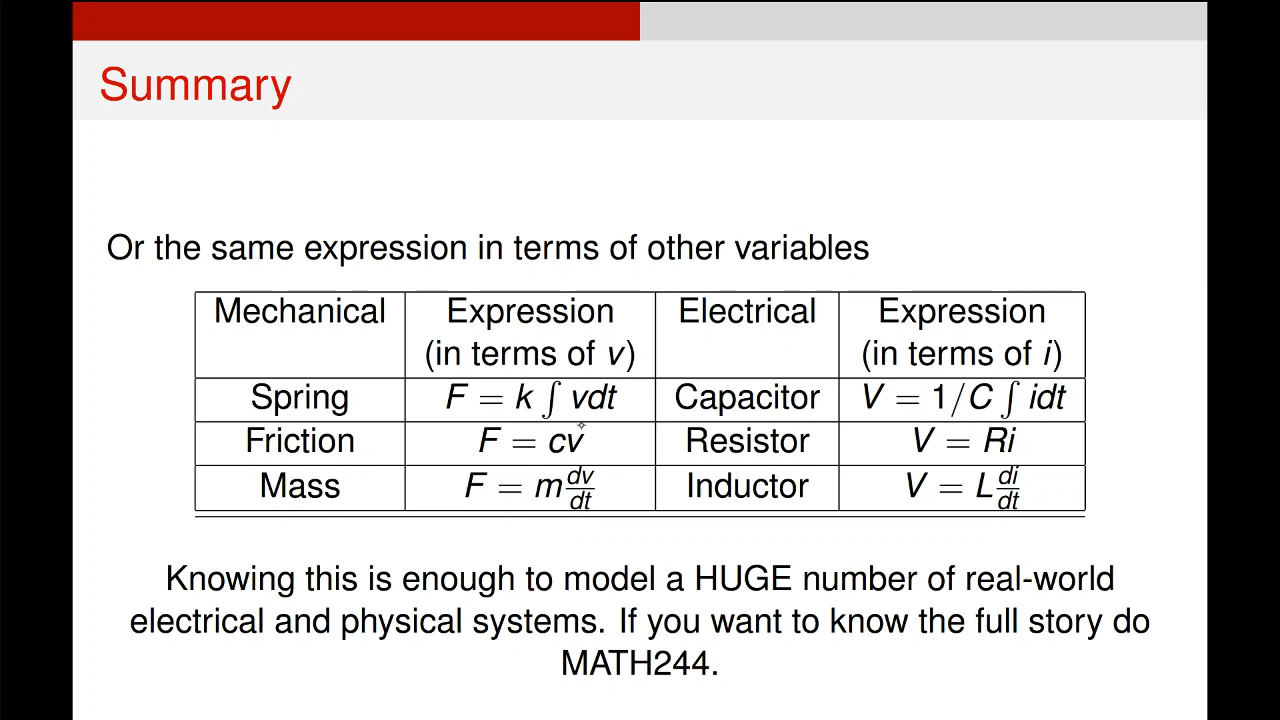 Summary
Or the same expression in terms of other variables
Mechanical Expression Electrical Expression
(in terms of v) (in terms of i)
Spring F = k ∫ vdt Capacitor V = 1/C ∫ idt
Friction F = cv Resistor V = Ri
Mass F = m dv/dt Inductor V = L di/dt
Knowing this is enough to model a HUGE number of real-world
electrical and physical systems. If you want to know the full story do
MATH244.